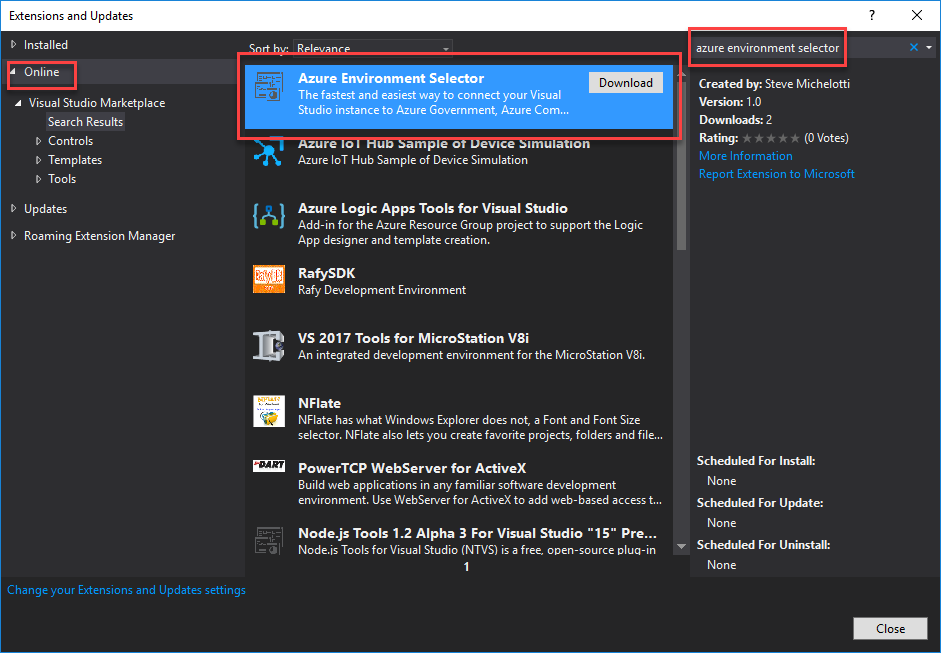 Extensions and Updates
?
Installed
Online
Visual Studio Marketplace
Search Results
Controls
Templates
Tools
Updates
Roaming Extension Manager
Change your Extensions and Updates settings
Sort by: Relevance
Azure Environment Selector
Download
The fastest and easiest way to connect your Visual
Studio instance to Azure Government, Azure Com...
Azure IoT Hub Sample of Device Simulation
Azure IoT Hub Sample of Device Simulation
Azure Logic Apps Tools for Visual Studio
Add-in for the Azure Resource Group project to support the Logic
App designer and template creation.
RafySDK
Rafy Development Environment
VS 2017 Tools for MicroStation V8i
An integrated development environment for the MicroStation V8i.
NFlate
NFlate has what Windows Explorer does not, a Font and Font Size
selector. NFlate also lets you create favorite projects, folders and file...
DART
PowerTCP WebServer for ActiveX
Build web applications in any familiar software development
environment. Use WebServer for ActiveX to add web-based access t...
Node.js Tools 1.2 Alpha 3 For Visual Studio "15" Pre...
Node.js Tools for Visual Studio (NTVS) is a free, open-source plug-in
1
azure environment selector
Created by: Steve Michelotti
Version: 1.0
Downloads: 2
Rating: ★★★★★ (0 Votes)
More Information
Report Extension to Microsoft
Scheduled For Install:
None
Scheduled For Update:
None
Scheduled For Uninstall:
None
Close